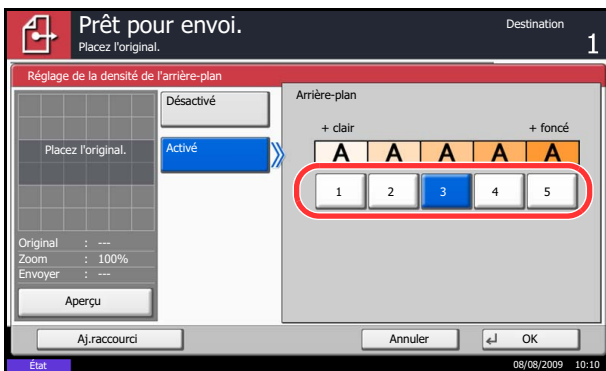 Prêt pour envoi.
Destination
Placez l'original.
1
Réglage de la densité de l'arrière-plan
Désactivé
Activé
Placez l'original.
Original : ---
Zoom : 100%
Envoyer : ---
Aperçu
Arrière-plan
+ clair + foncé
A A A A A
1 2 3 4 5
Aj.raccourci
Annuler
OK
État
08/08/2009 10:10